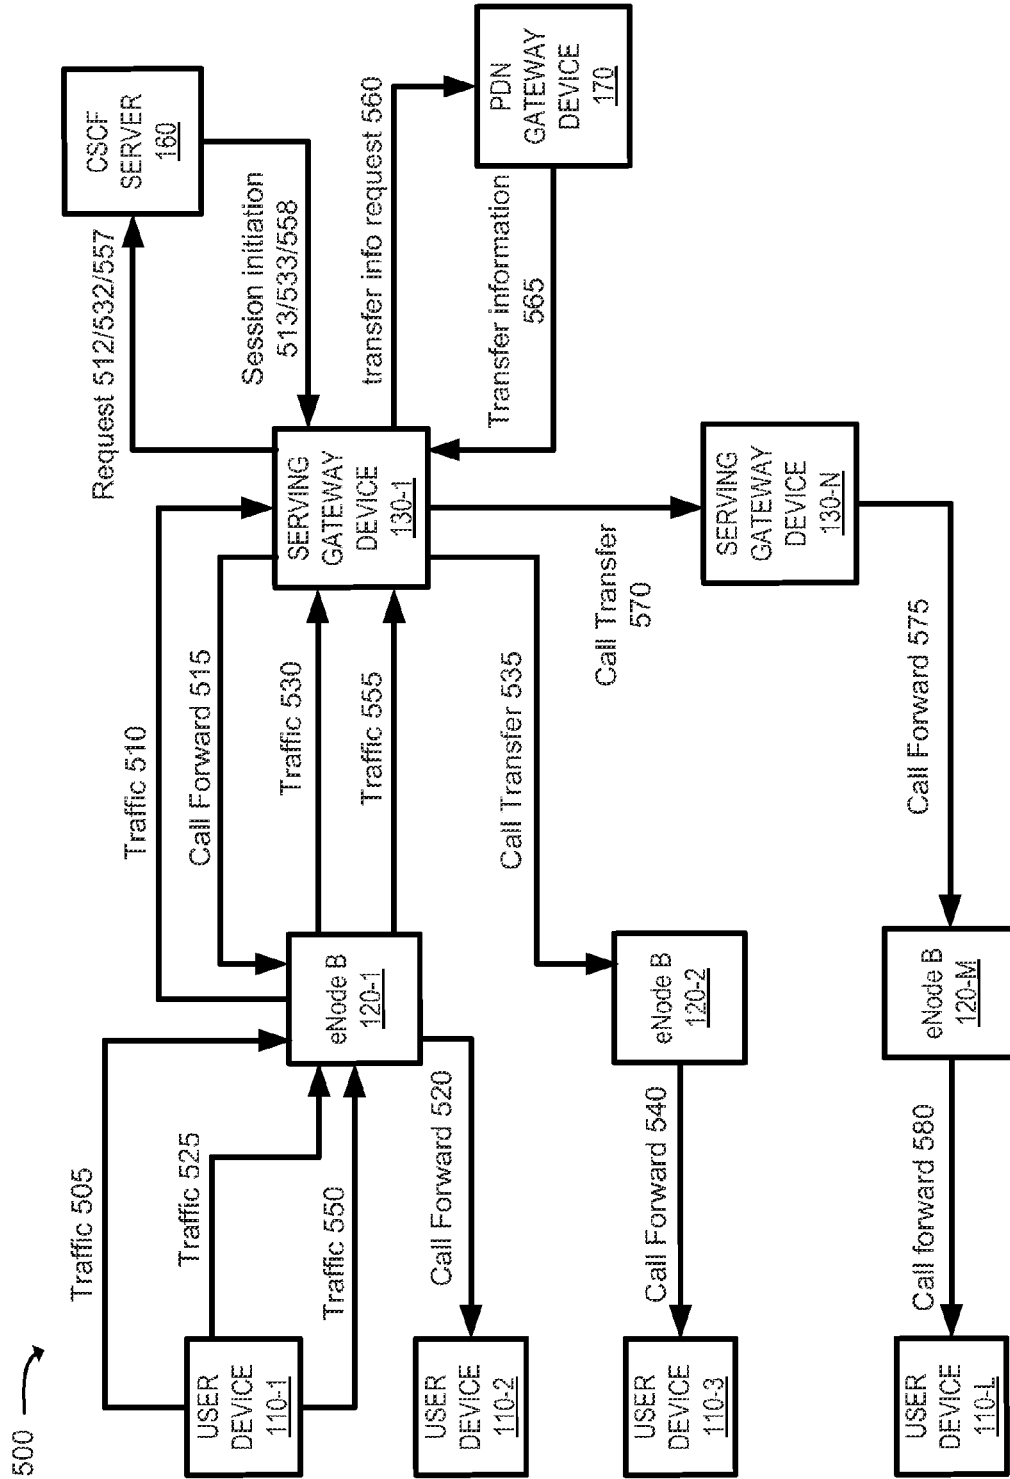 500
USER
DEVICE
110-1
USER
DEVICE
110-2
USER
DEVICE
110-3
USER
DEVICE
110-L
Traffic 505
Traffic 525
Traffic 550
Call Forward 520
Call Forward 540
Call forward 580
eNode B
120-1
eNode B
120-2
eNode B
120-M
Traffic 510
Call Forward 515
Traffic 530
Traffic 555
Call Transfer 535
Call Transfer
570
Call Forward 575
SERVING
GATEWAY
DEVICE
130-1
SERVING
GATEWAY
DEVICE
130-N
Request 512/532/557
Session initiation
513/533/558
transfer info request 560
Transfer information
565
CSCF
SERVER
160
PDN
GATEWAY
DEVICE
170